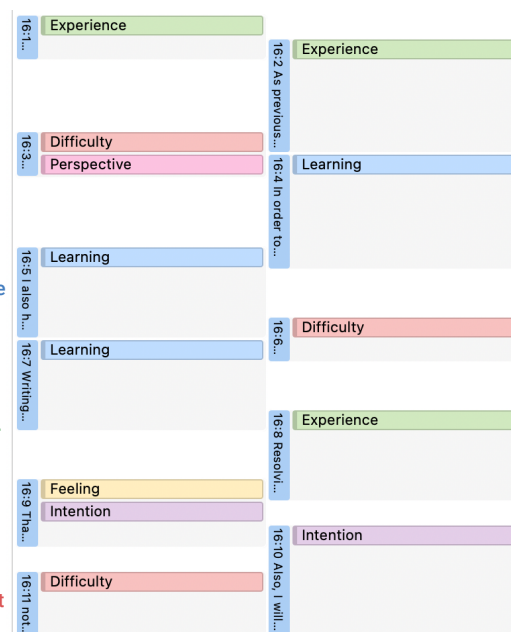 16:1...
Experience
16:2 As previous...
Experience
16:3...
Difficulty
Perspective
16:4 In order to...
Learning
16:5 I also h...
Learning
e
16:6...
Difficulty
16:7 Writing...
Learning
16:8 Resolvi...
Experience
16:9 Tha...
Feeling
Intention
16:10 Also, I will...
Intention
16:11 not...
Difficulty
t